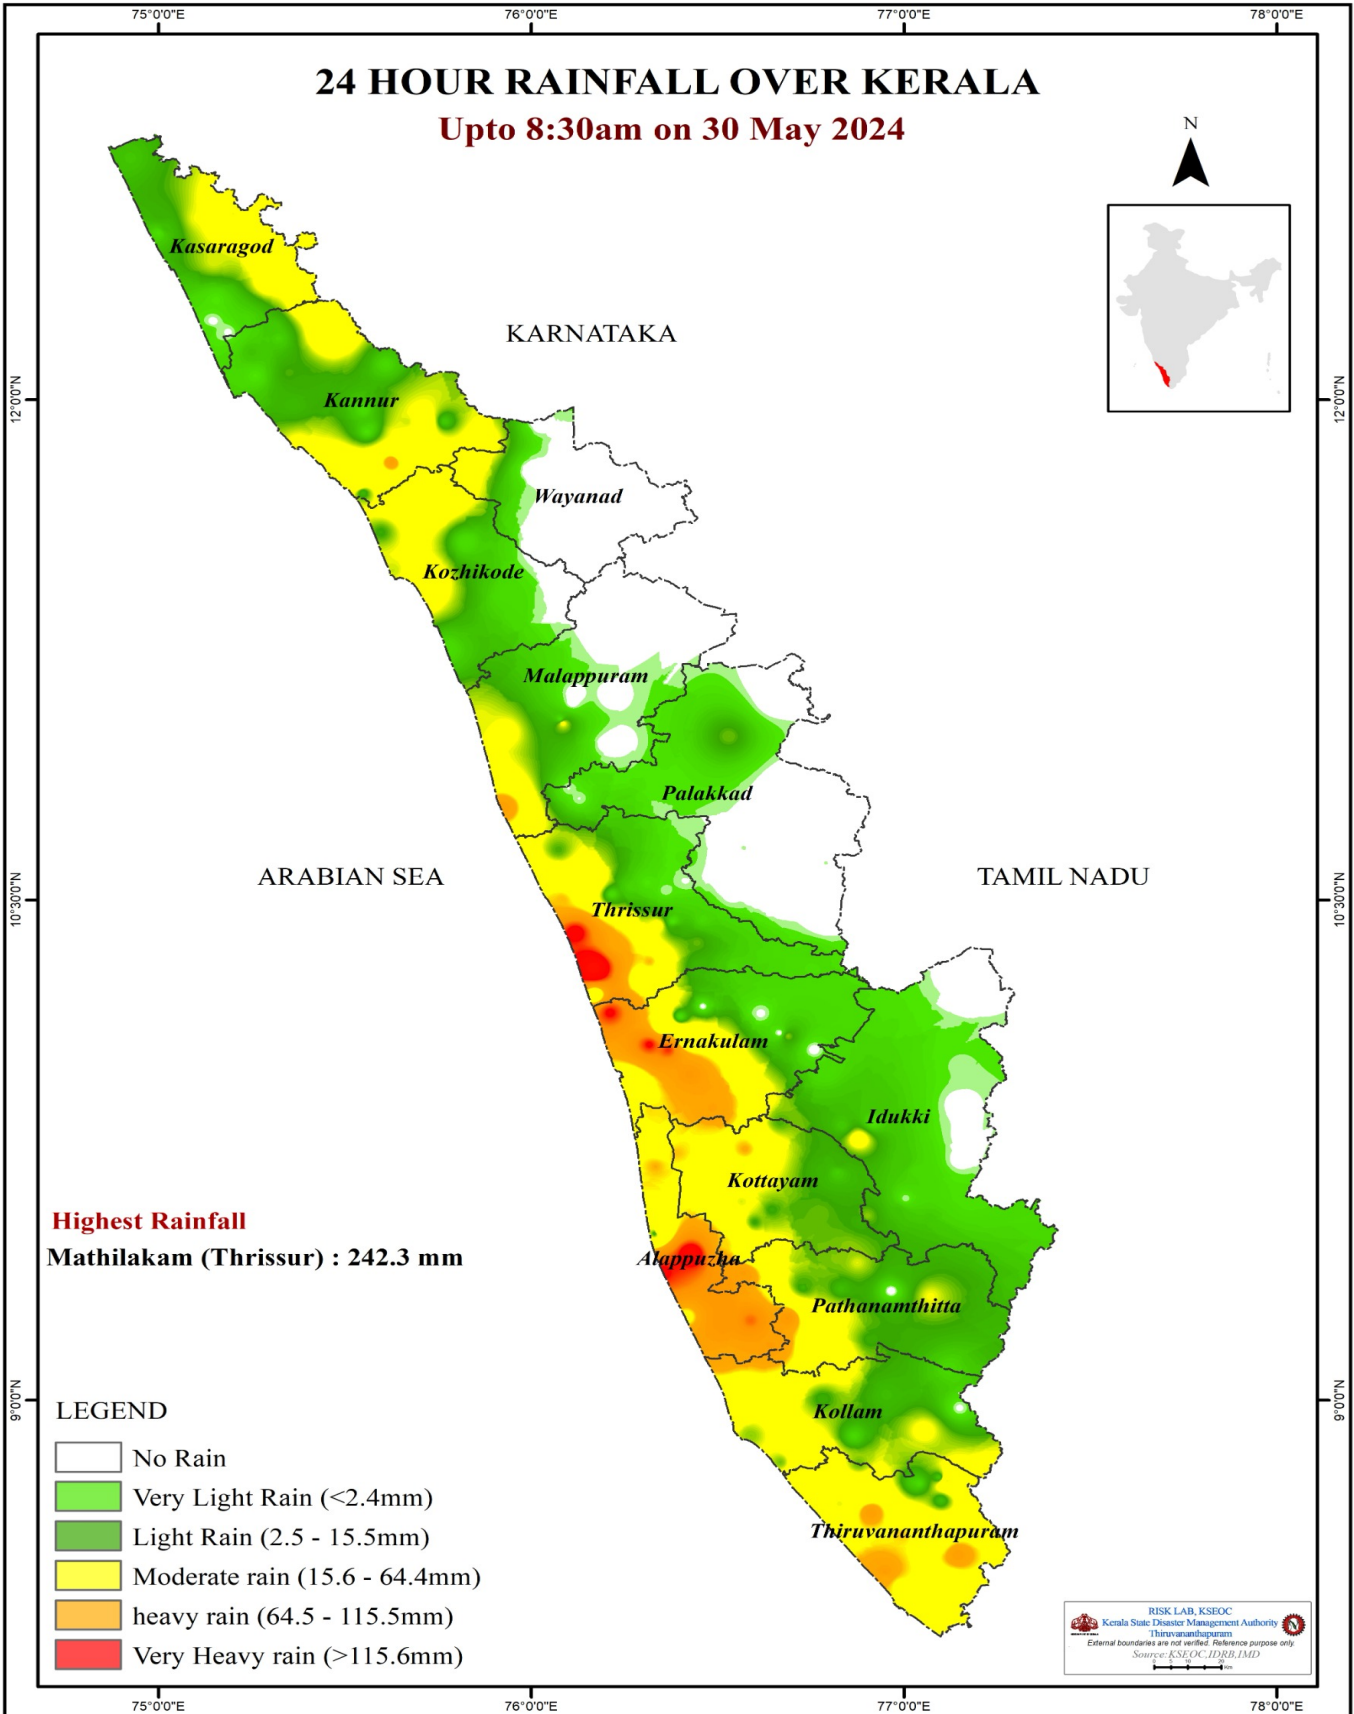 75°0'0"E 76°0'0"E 77°0'0"E 78°0'0"E
24 HOUR RAINFALL OVER KERALA
Upto 8:30am on 30 May 2024
N
Kasaragod
KARNATAKA
12°0'0"N 12°0'0"N
Kannur
Wayanad
Kozhikode
Malappuram
Palakkad
ARABIAN SEA
TAMIL NADU
10°30'0"N 10°30'0"N
Thrissur
Ernakulam
Idukki
Kottayam
Highest Rainfall
Mathilakam (Thrissur) : 242.3 mm
Alappuzha
Pathanamthitta
9°0'0"N 9°0'0"N
Kollam
Thiruvananthapuram
LEGEND
No Rain
Very Light Rain (<2.4mm)
Light Rain (2.5 - 15.5mm)
Moderate rain (15.6 - 64.4mm)
heavy rain (64.5 - 115.5mm)
Very Heavy rain (>115.6mm)
RISK LAB, KSEOC
Kerala State Disaster Management Authority
Thiruvananthapuram
External boundaries are not verified. Reference purpose only.
Source:KSEOC,IDRB,IMD
75°0'0"E 76°0'0"E 77°0'0"E 78°0'0"E